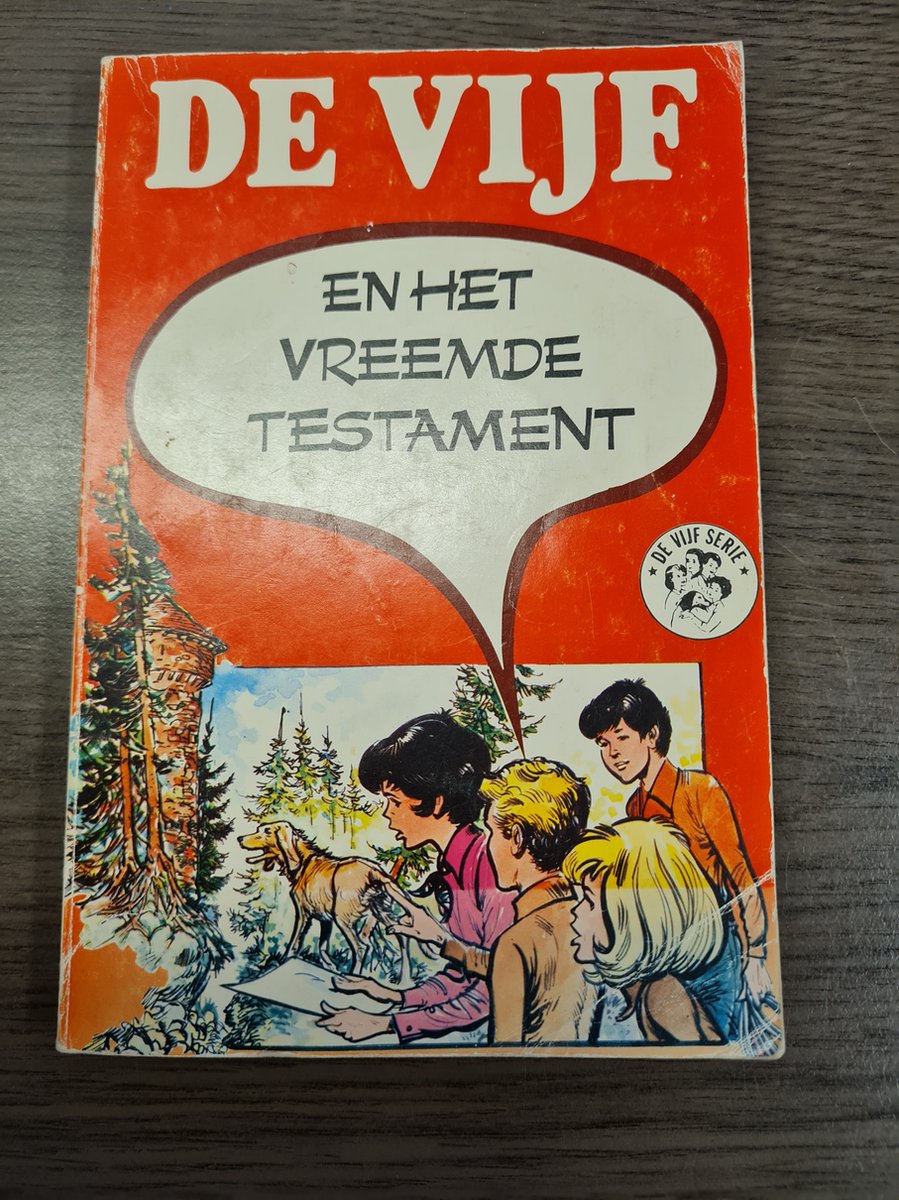 DE VIJF
EN HET
VREEMDE
TESTAMENT
DE VIJF SERIE